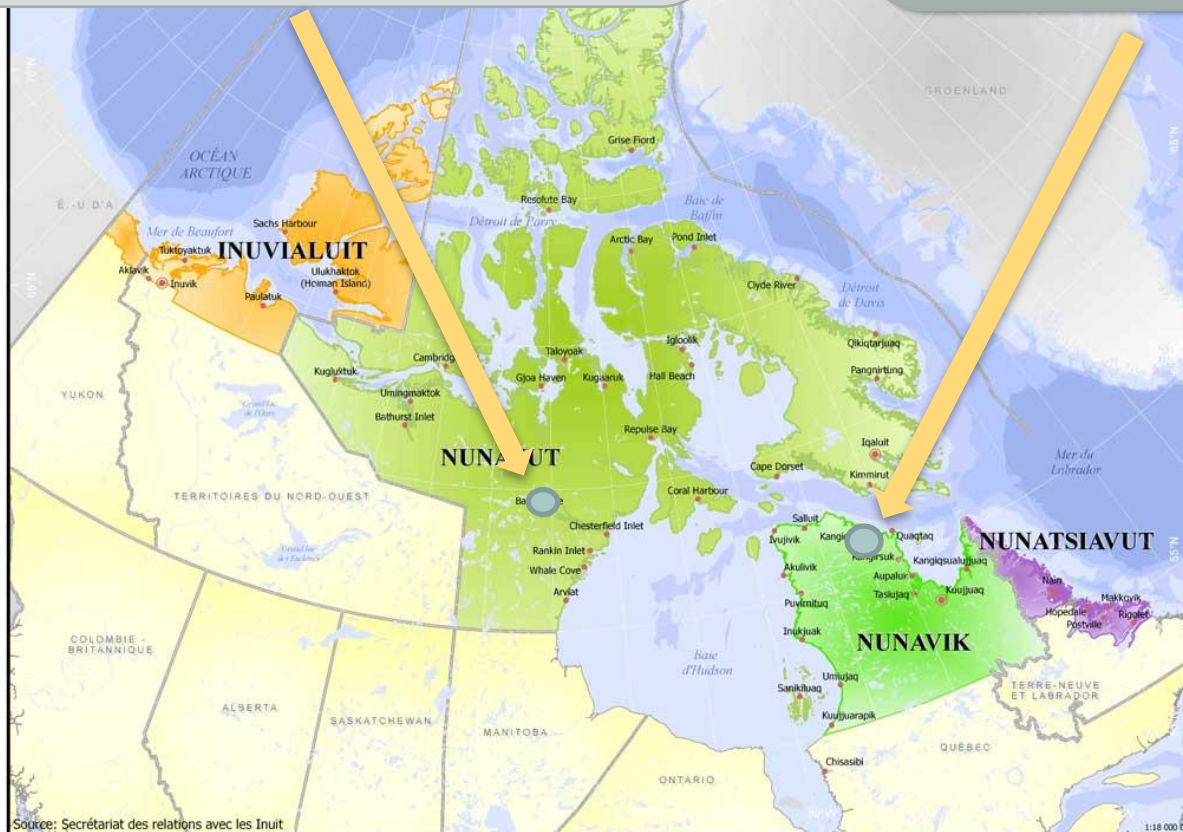 GROENLAND
Grise Fiord
OCÉAN
ARCTIQUE
É.-U.D'A
Resolute Bay
Baie de
Baffin
Détroit de Parry
Sachs Harbour
Mer de Beaufort
Tuktoyaktuk
INUVIALUIT
Arctic Bay
Pond Inlet
Aklavik
Inuvik
Ulukhaktok
(Holman Island)
Paulatuk
Clyde River
Détroit
de Davis
Igloolik
Qikiqtarjuaq
Taloyoak
Kugluktuk
Gjoa Haven
Kugaaruk
Hall Beach
Pangnirtung
YUKON
Umingmaktok
Bathurst Inlet
Repulse Bay
Iqaluit
NUNAVUT
Mer du
Labrador
Cape Dorset
Kimmirut
TERRITOIRES DU NORD-OUEST
Coral Harbour
Chesterfield Inlet
Salluit
Ivujivik
Quaqtaq
NUNATSIAVUT
Rankin Inlet
Kangiqsualujjuaq
Whale Cove
Akulivik
Aupaluk
Kuujjuaq
Tasiujaq
Nain
Arviat
Puvirnituq
Makkovik
Hopedale
Rigolet
Postville
Inukjuak
NUNAVIK
COLOMBIE-
BRITANNIQUE
Baie
d'Hudson
Umiujaq
Sanikiluaq
TERRE-NEUVE
ET LABRADOR
ALBERTA
SASKATCHEWAN
MANITOBA
Kuujjuarapik
QUÉBEC
Chisasibi
ONTARIO
Source: Secrétariat des relations avec les Inuit